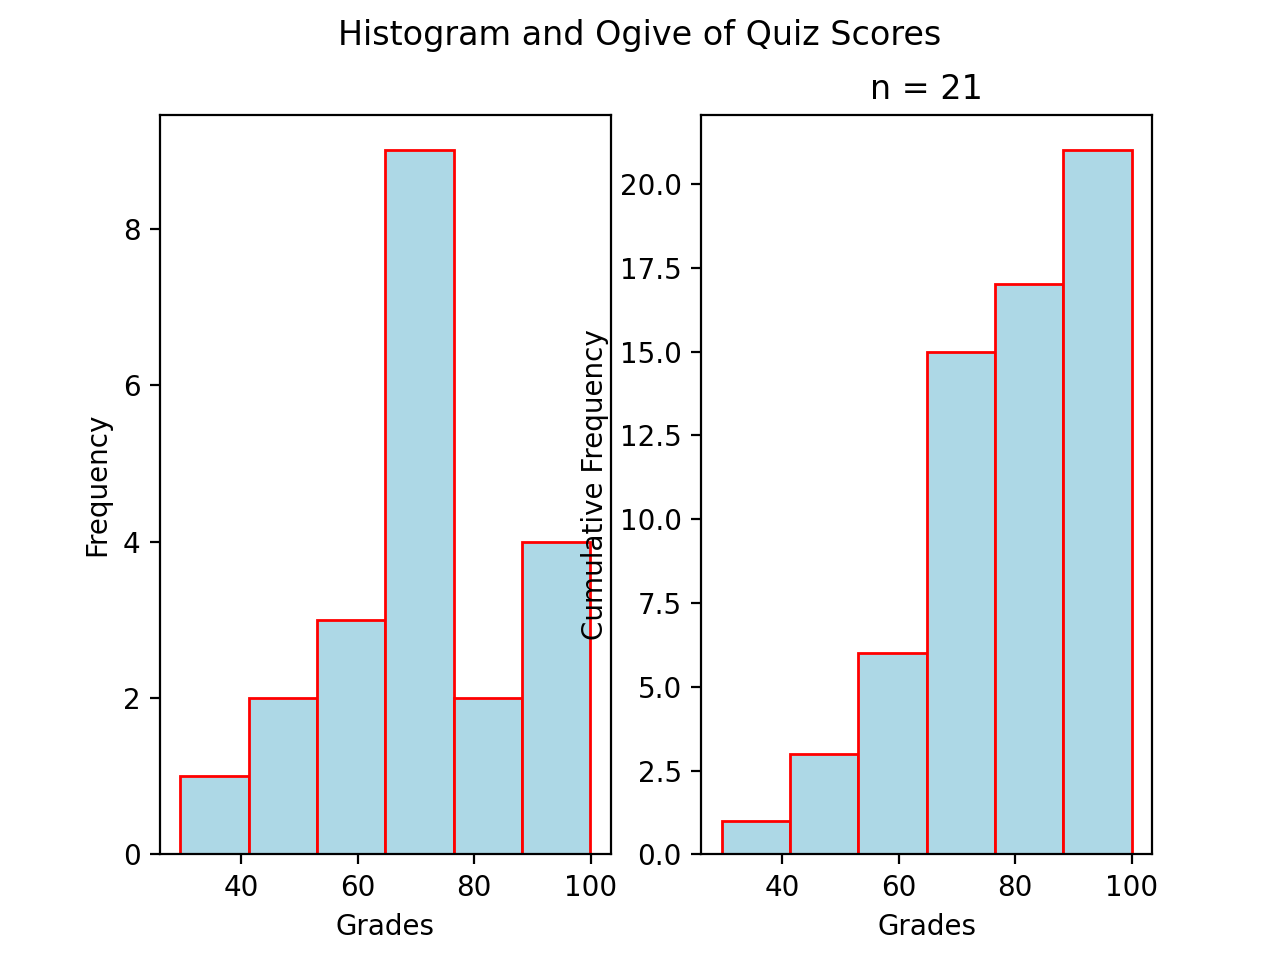 Histogram and Ogive of Quiz Scores
n = 21
Frequency
8
6
4
2
0
40 60 80 100
Grades
Cumulative Frequency
20.0
17.5
15.0
12.5
10.0
7.5
5.0
2.5
0.0
40 60 80 100
Grades